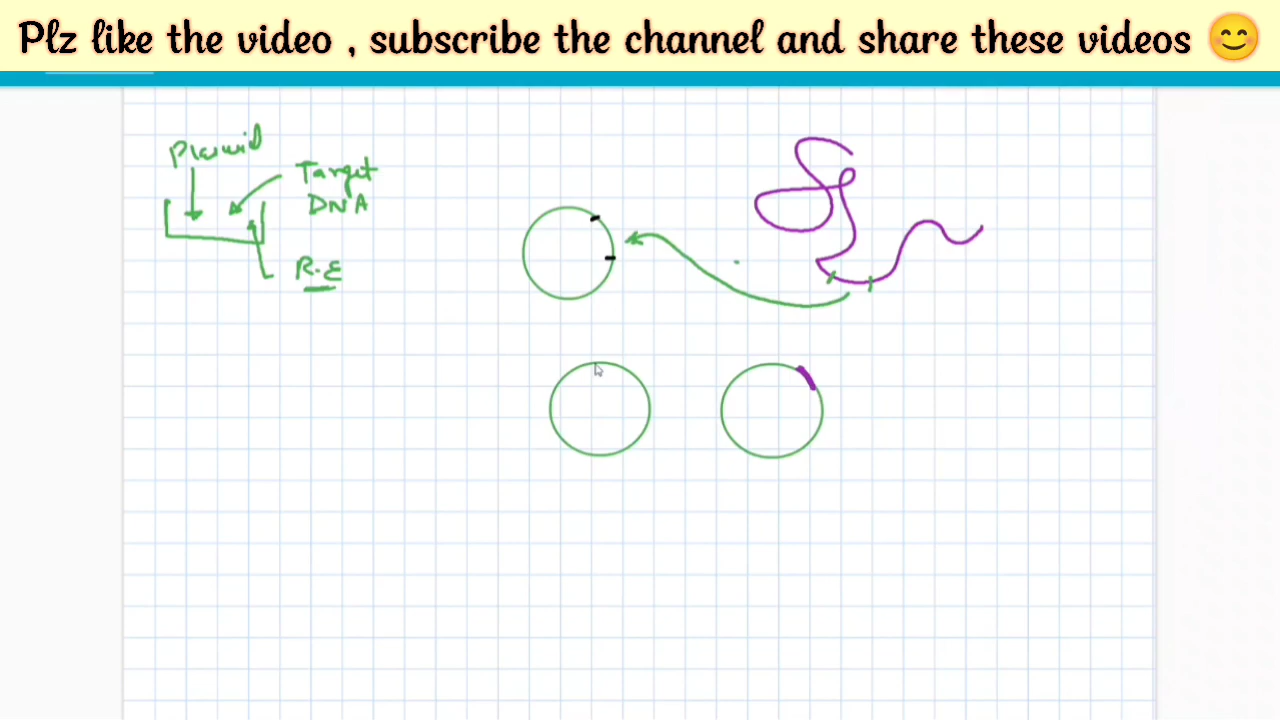 Plz like the video , subscribe the channel and share these videos 😊
Plasmid
Target
DNA
R.E